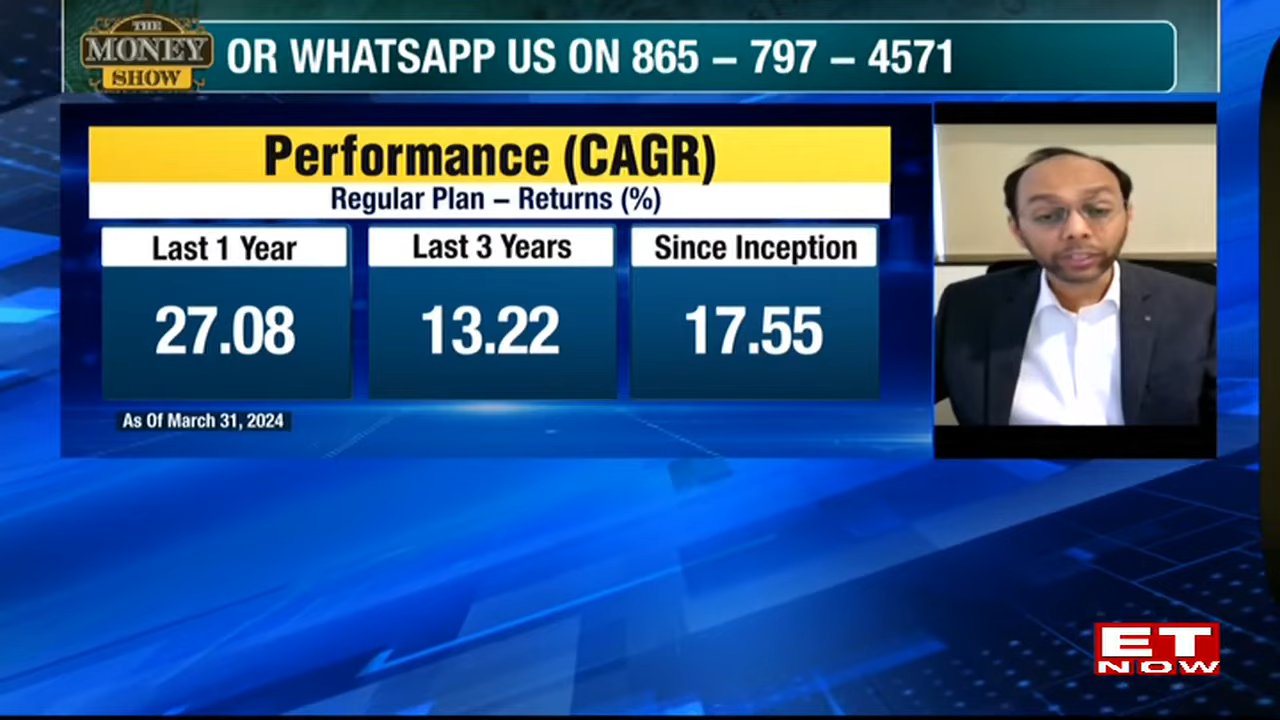 THE
MONEY
SHOW
OR WHATSAPP US ON 865 – 797 – 4571
Performance (CAGR)
Regular Plan – Returns (%)
Last 1 Year
27.08
Last 3 Years
13.22
Since Inception
17.55
As Of March 31, 2024
ET
NOW